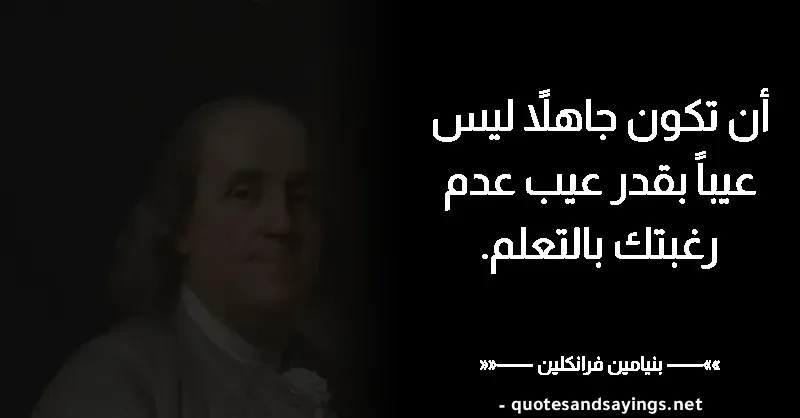 أن تكون جاهلًا ليس
عيباً بقدر عيب عدم
رغبتك بالتعلم.
»»—— بنيامين فرانكلين ——««
- quotesandsayings.net